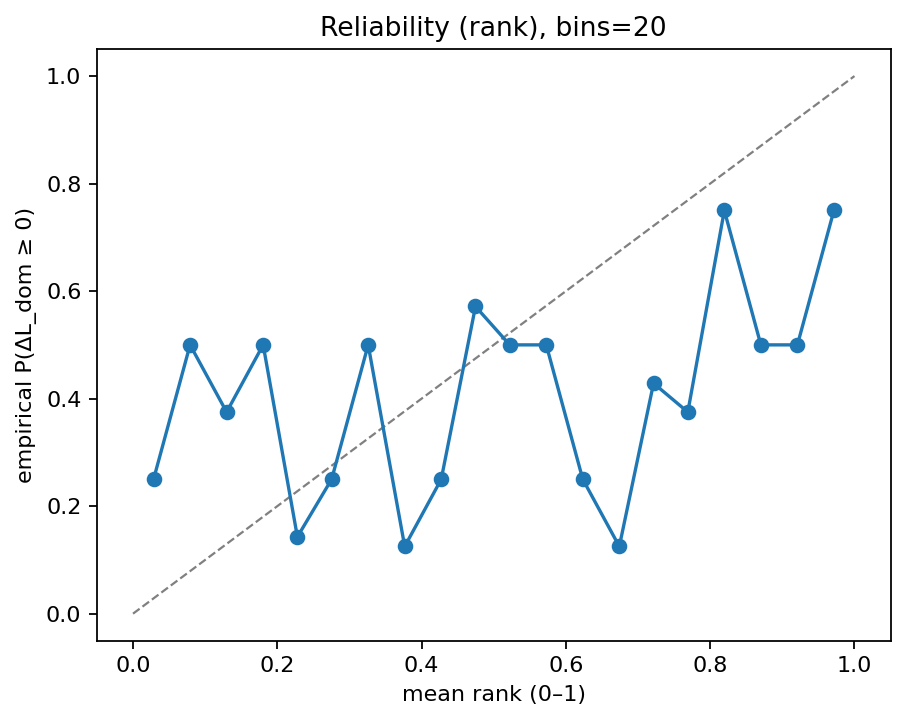 Reliability (rank), bins=20
1.0
0.8
0.6
0.4
0.2
0.0
empirical P(ΔL_dom ≥ 0)
0.0 0.2 0.4 0.6 0.8 1.0
mean rank (0–1)